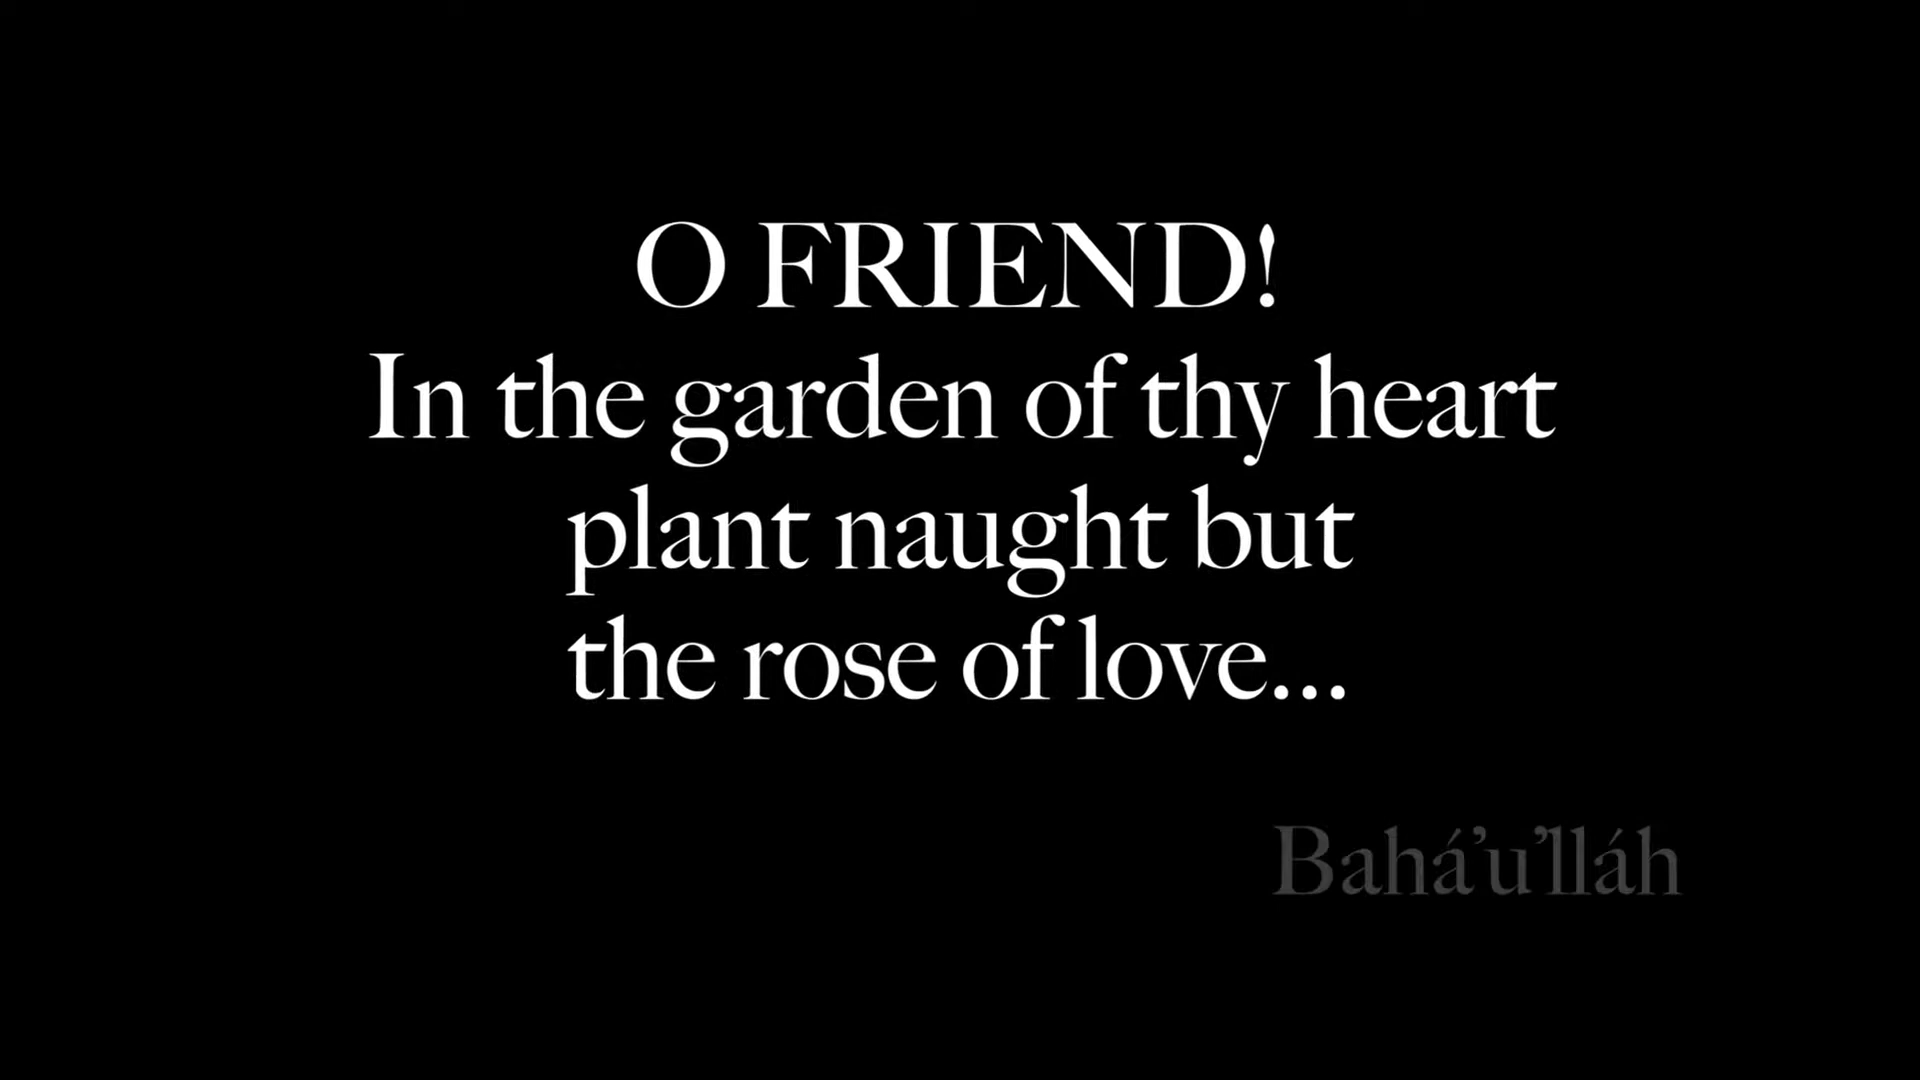 O FRIEND!
In the garden of thy heart
plant naught but
the rose of love...
Bahá’u’lláh